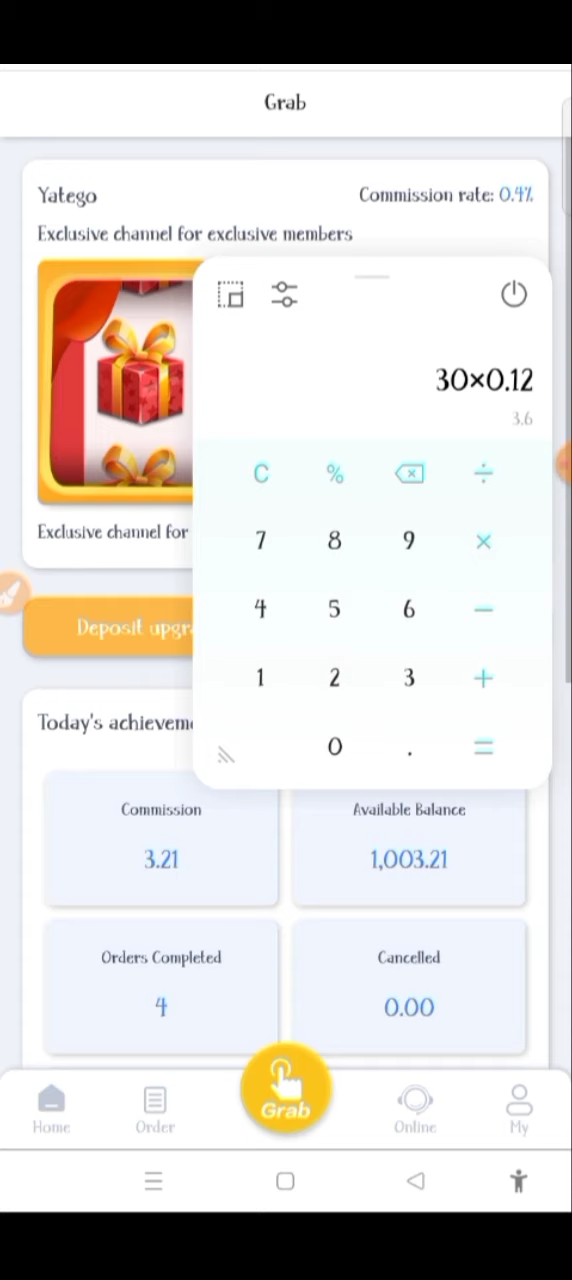 Grab
Yatego
Commission rate: 0.4%
Exclusive channel for exclusive members
30×0.12
3.6
C % ÷
7 8 9 ×
Exclusive channel for
4 5 6 −
Deposit upgr
1 2 3 +
Today's achievem
0 . =
Commission Available Balance
3.21 1,003.21
Orders Completed Cancelled
4 0.00
Grab
Home Order Online My